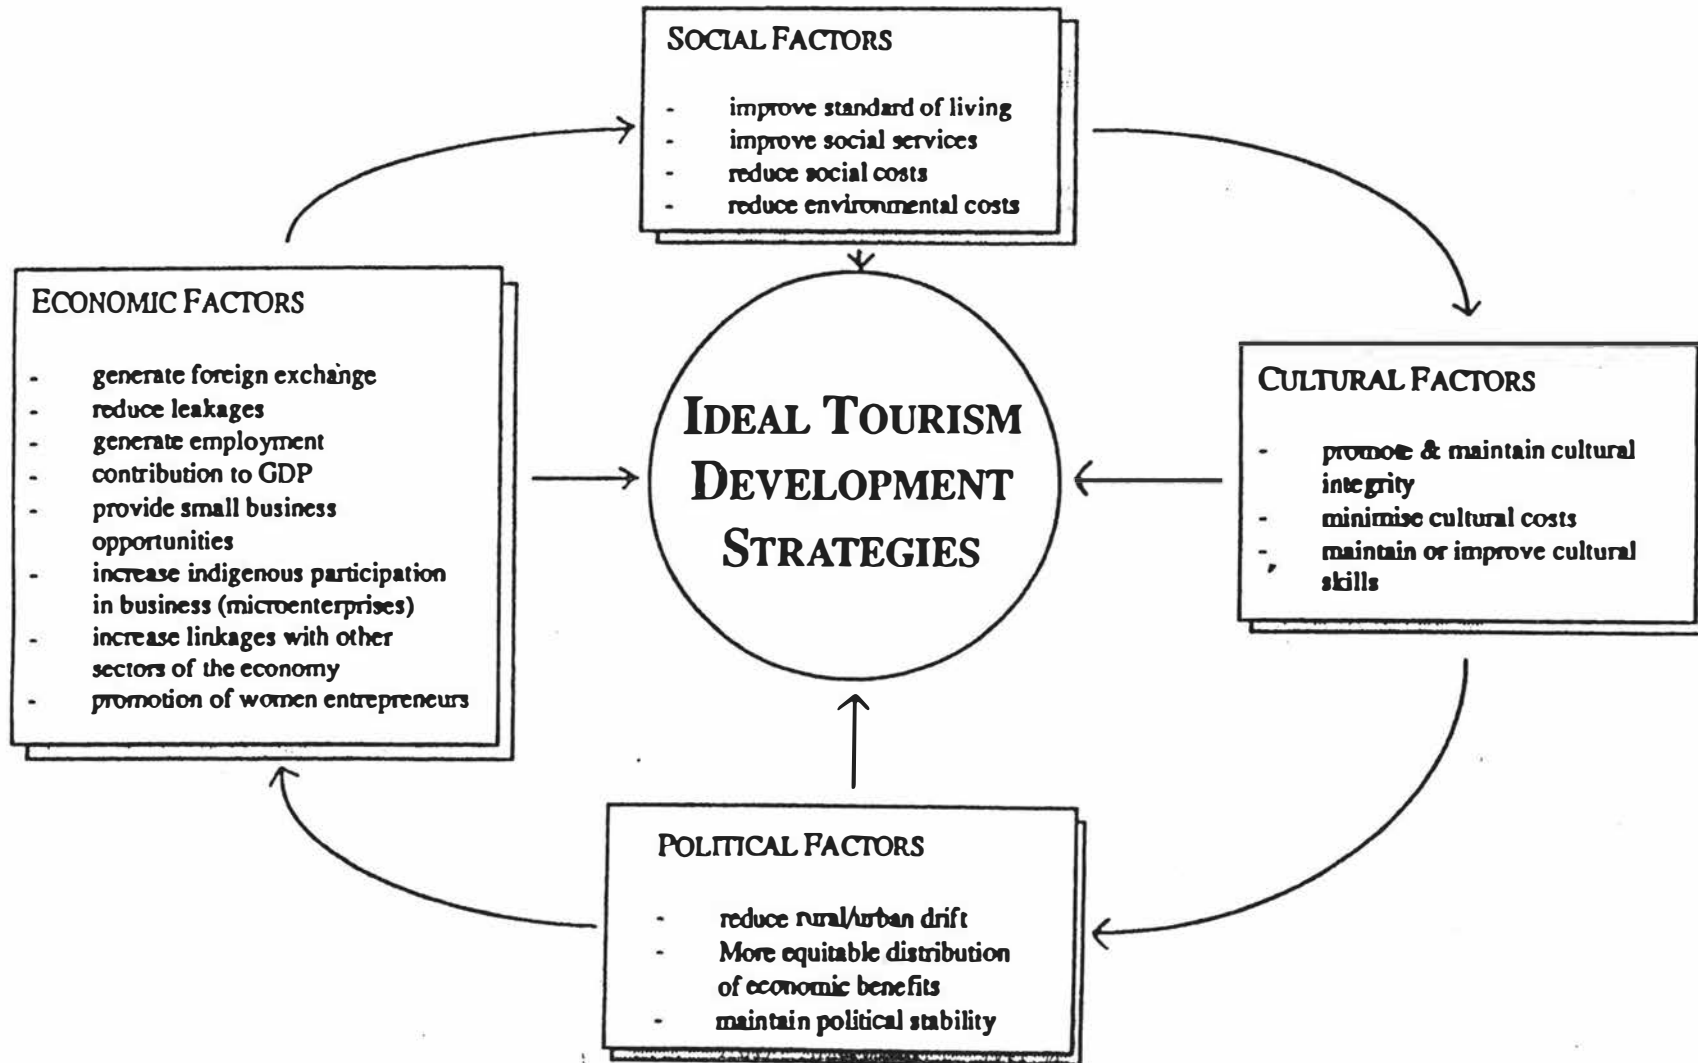 SOCIAL FACTORS
- improve standard of living
- improve social services
- reduce social costs
- reduce environmental costs
ECONOMIC FACTORS
- generate foreign exchange
- reduce leakages
- generate employment
- contribution to GDP
- provide small business
opportunities
- increase indigenous participation
in business (microenterprises)
- increase linkages with other
sectors of the economy
- promotion of women entrepreneurs
IDEAL TOURISM
DEVELOPMENT
STRATEGIES
CULTURAL FACTORS
- promote & maintain cultural
integrity
- minimise cultural costs
- maintain or improve cultural
skills
POLITICAL FACTORS
- reduce rural/urban drift
- More equitable distribution
of economic benefits
- maintain political stability